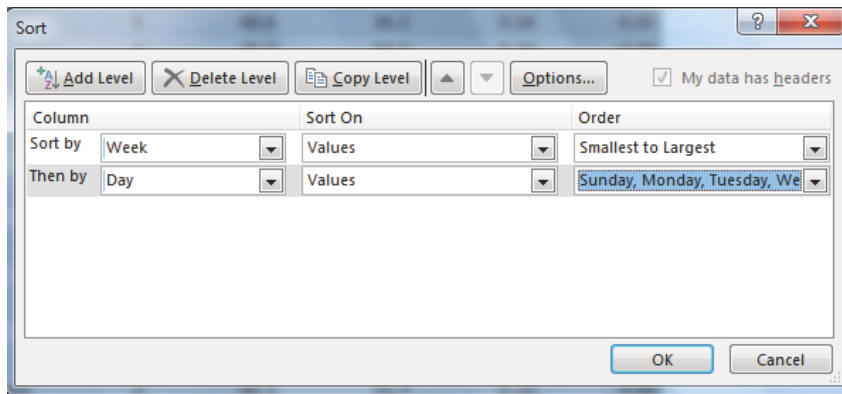 Sort
Add Level Delete Level Copy Level Options... My data has headers
Column Sort On Order
Sort by Week Values Smallest to Largest
Then by Day Values Sunday, Monday, Tuesday, We
OK Cancel